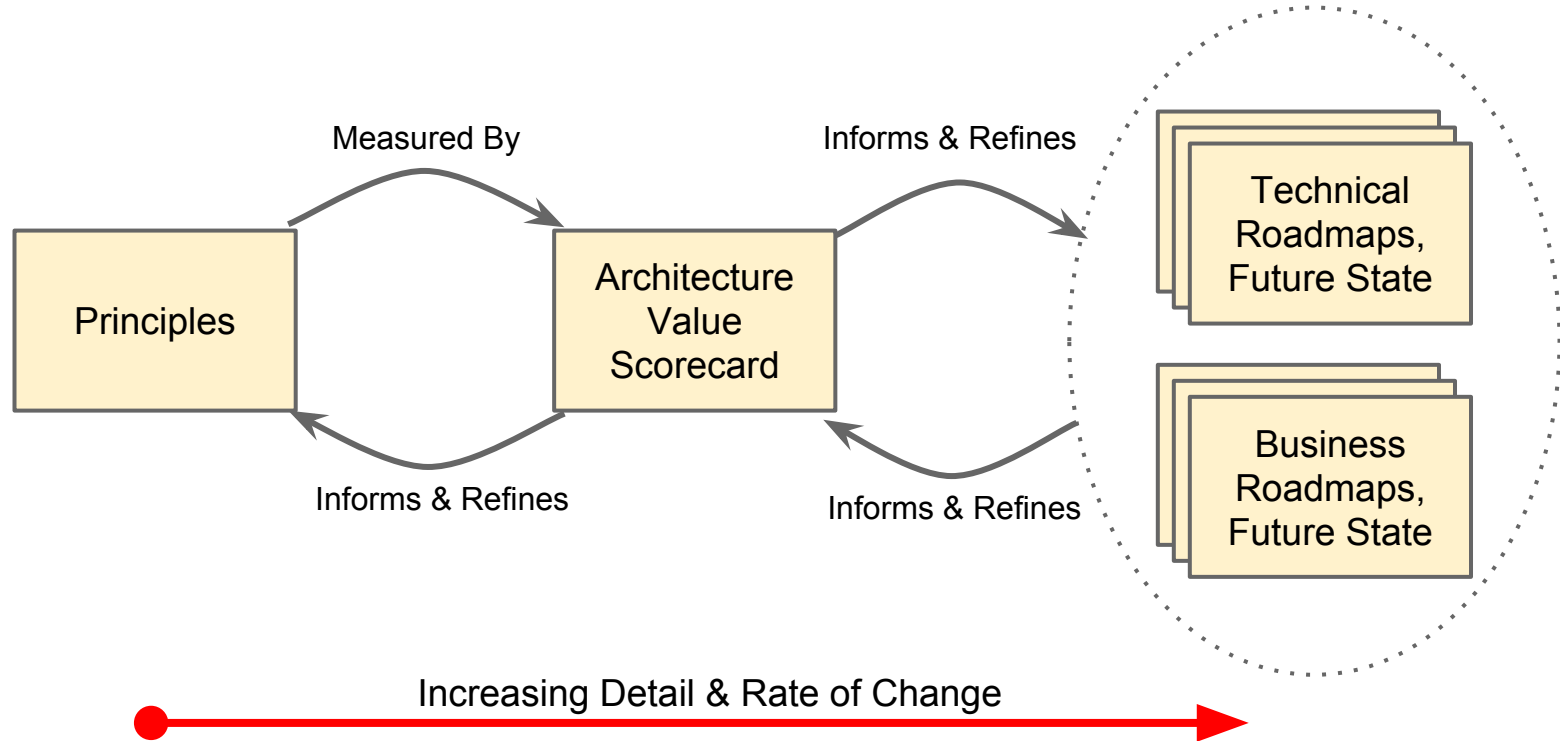 Measured By
Informs & Refines
Principles
Architecture
Value
Scorecard
Technical
Roadmaps,
Future State
Business
Roadmaps,
Future State
Informs & Refines
Informs & Refines
Increasing Detail & Rate of Change